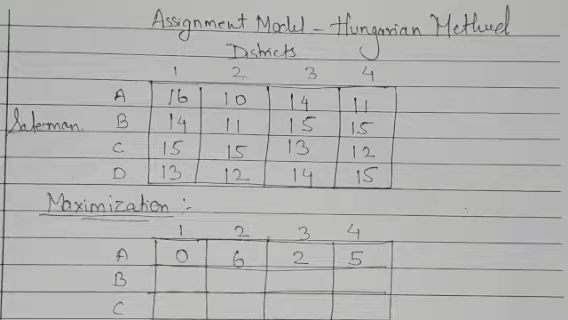 Assignment Model - Hungarian Method
Districts
1 2 3 4
A 16 10 14 11
Salesman. B 14 11 15 15
C 15 15 13 12
D 13 12 14 15
Maximization :-
1 2 3 4
A 0 6 2 5
B
C